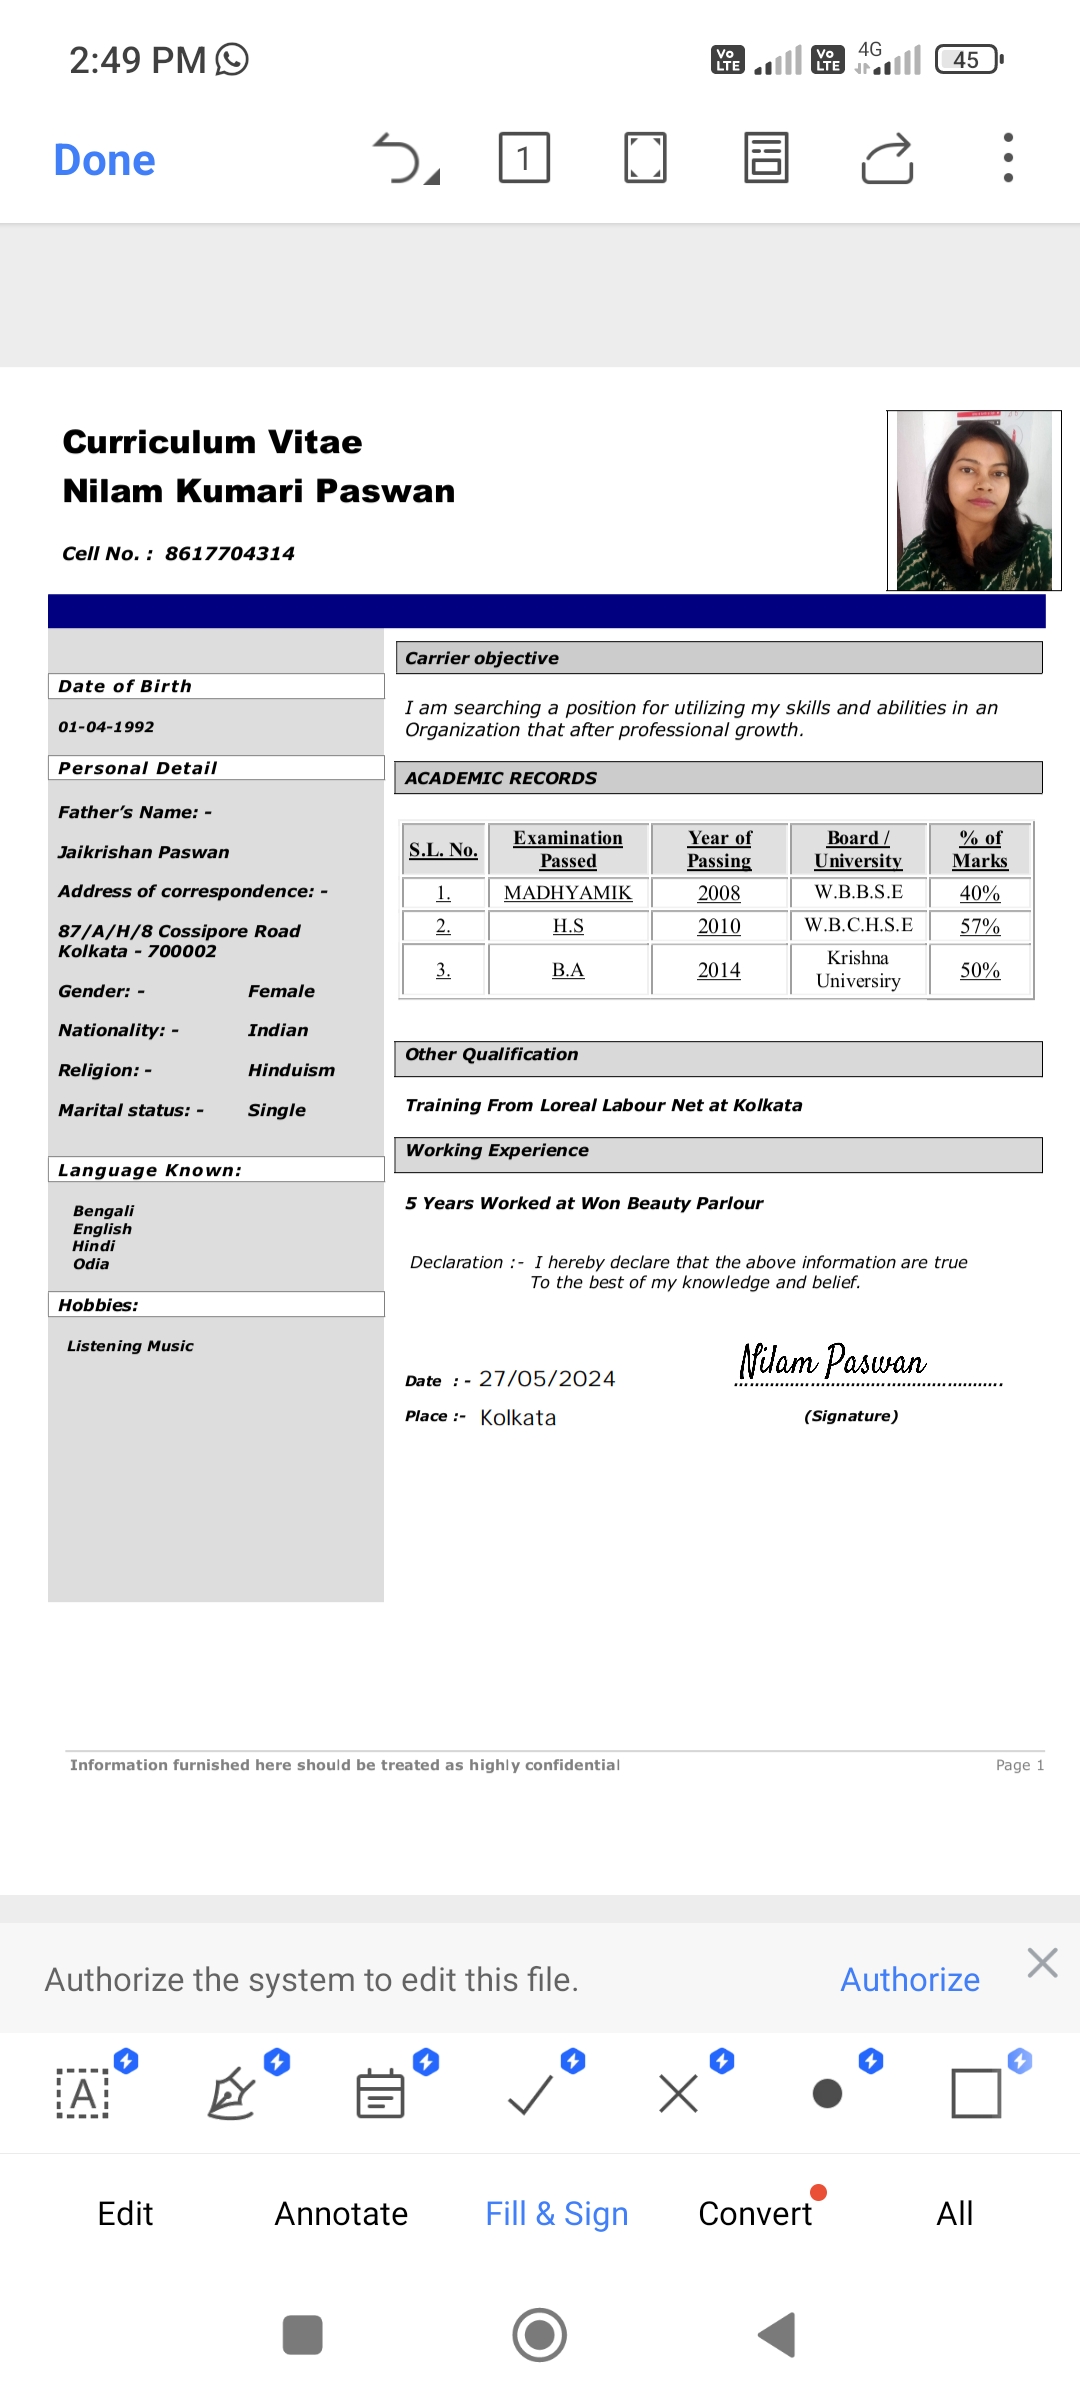 2:49 PM
Vo LTE
Vo LTE
4G
45
Done
1
Curriculum Vitae
Nilam Kumari Paswan
Cell No. : 8617704314
Date of Birth
01-04-1992
Personal Detail
Father's Name: -
Jaikrishan Paswan
Address of correspondence: -
87/A/H/8 Cossipore Road
Kolkata - 700002
Gender: - Female
Nationality: - Indian
Religion: - Hinduism
Marital status: - Single
Language Known:
Bengali
English
Hindi
Odia
Hobbies:
Listening Music
Carrier objective
I am searching a position for utilizing my skills and abilities in an
Organization that after professional growth.
ACADEMIC RECORDS
S.L. No. Examination Passed Year of Passing Board / University % of Marks
1. MADHYAMIK 2008 W.B.B.S.E 40%
2. H.S 2010 W.B.C.H.S.E 57%
3. B.A 2014 Krishna Universiry 50%
Other Qualification
Training From Loreal Labour Net at Kolkata
Working Experience
5 Years Worked at Won Beauty Parlour
Declaration :- I hereby declare that the above information are true
To the best of my knowledge and belief.
Nilam Paswan
Date : - 27/05/2024
Place :- Kolkata
(Signature)
Information furnished here should be treated as highly confidential
Page 1
Authorize the system to edit this file.
Authorize
A
Edit
Annotate
Fill & Sign
Convert
All